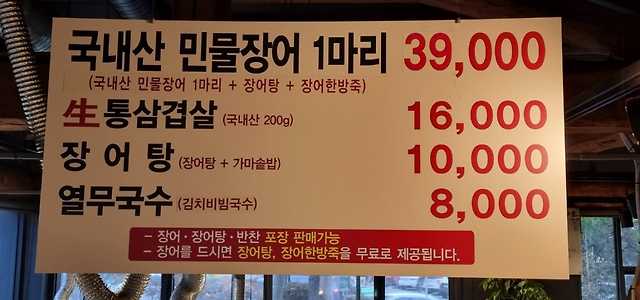 국내산 민물장어 1마리 39,000
(국내산 민물장어 1마리 + 장어탕 + 장어한방죽)
生통삼겹살 (국내산 200g) 16,000
장어탕 (장어탕 + 가마솥밥) 10,000
열무국수 (김치비빔국수) 8,000
- 장어·장어탕·반찬 포장 판매가능
- 장어를 드시면 장어탕, 장어한방죽을 무료로 제공됩니다.